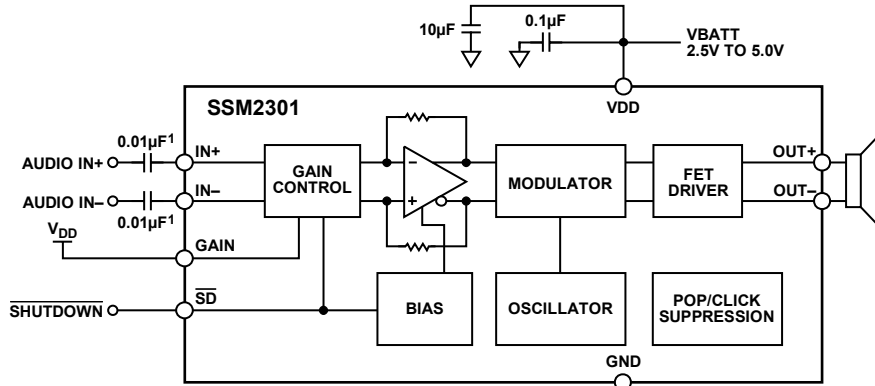 10µF
0.1µF
VBATT
2.5V TO 5.0V
SSM2301
VDD
0.01µF1
AUDIO IN+
IN+
GAIN
CONTROL
MODULATOR
FET
DRIVER
OUT+
AUDIO IN–
IN–
OUT–
0.01µF1
VDD
GAIN
SHUTDOWN
SD
BIAS
OSCILLATOR
POP/CLICK
SUPPRESSION
GND